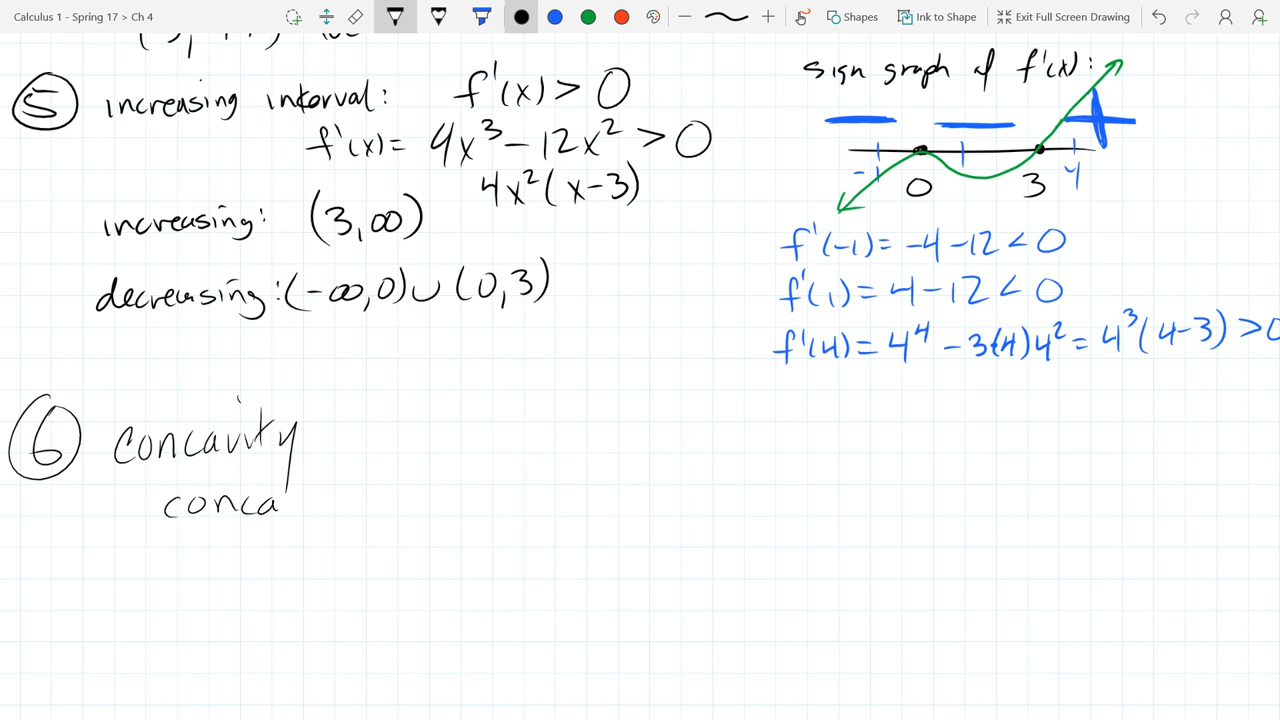 Calculus 1 - Spring 17 > Ch 4
Shapes
Ink to Shape
Exit Full Screen Drawing
⑤ increasing interval: f'(x) > 0
f'(x) = 4x³ - 12x² > 0
4x²(x-3)
increasing: (3,∞)
decreasing: (-∞,0) ∪ (0,3)
sign graph of f'(x):
-1 0 3 4
f'(-1) = -4 - 12 < 0
f'(1) = 4 - 12 < 0
f'(4) = 4⁴ - 3(4)4² = 4³(4-3) > 0
⑥ concavity
conca